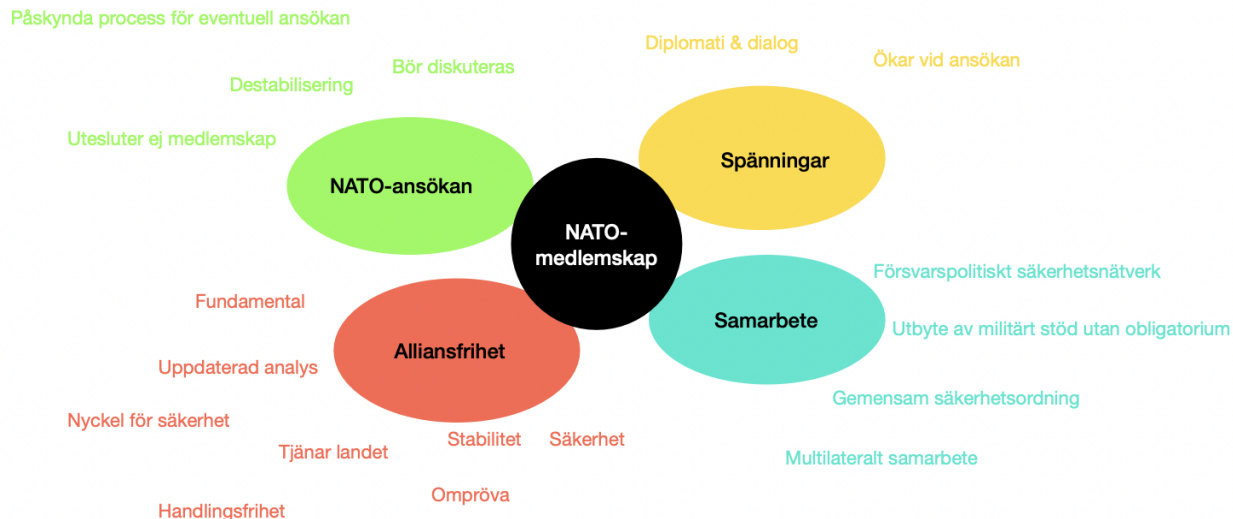 Påskynda process för eventuell ansökan
Bör diskuteras
Destabilisering
Utesluter ej medlemskap
NATO-ansökan
Diplomati & dialog
Ökar vid ansökan
Spänningar
NATO-
medlemskap
Försvarspolitiskt säkerhetsnätverk
Samarbete
Utbyte av militärt stöd utan obligatorium
Gemensam säkerhetsordning
Multilateralt samarbete
Fundamental
Alliansfrihet
Uppdaterad analys
Nyckel för säkerhet
Tjänar landet
Stabilitet
Säkerhet
Ompröva
Handlingsfrihet